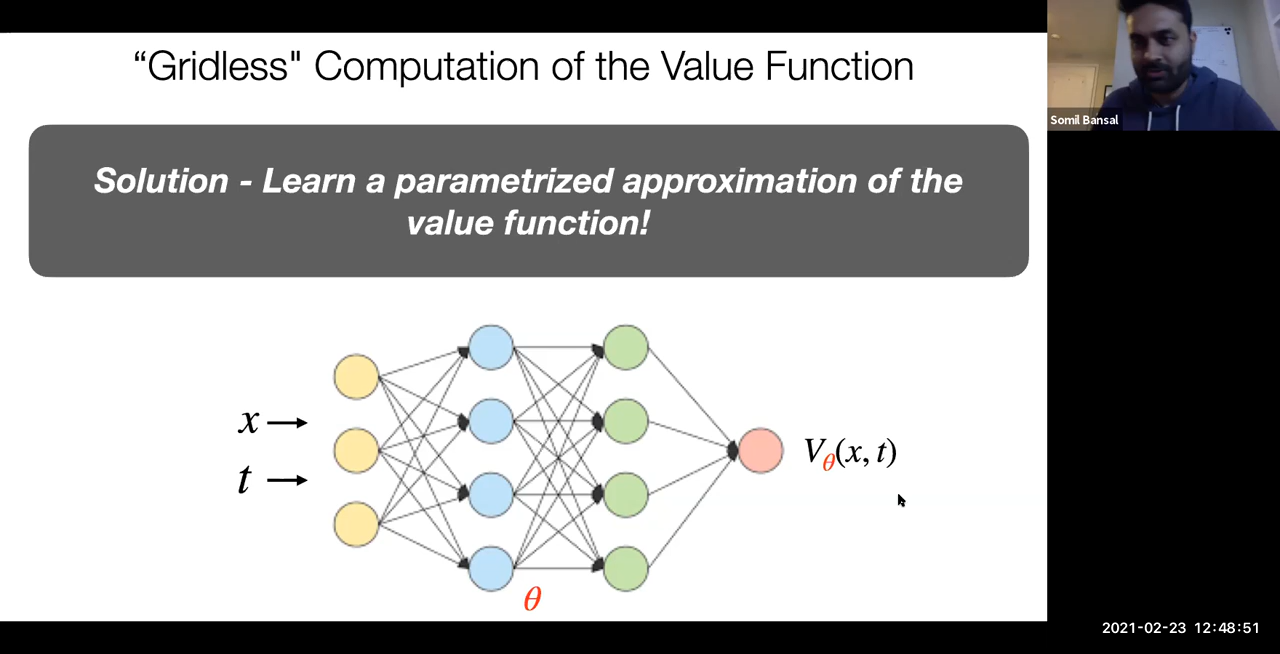 “Gridless" Computation of the Value Function
Somil Bansal
Solution - Learn a parametrized approximation of the
value function!
x
t
Vθ(x, t)
θ
2021-02-23 12:48:51